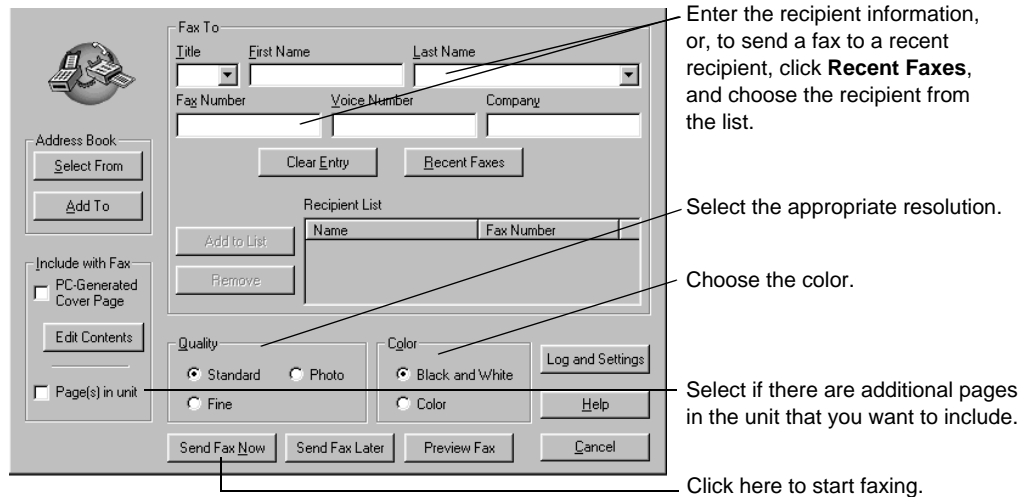 Fax To
Title First Name Last Name
Fax Number Voice Number Company
Clear Entry Recent Faxes
Address Book
Select From
Add To
Recipient List
Name Fax Number
Add to List
Remove
Include with Fax
PC-Generated
Cover Page
Edit Contents
Page(s) in unit
Quality
Standard Photo
Fine
Color
Black and White
Color
Log and Settings
Help
Send Fax Now Send Fax Later Preview Fax Cancel
Enter the recipient information,
or, to send a fax to a recent
recipient, click Recent Faxes,
and choose the recipient from
the list.
Select the appropriate resolution.
Choose the color.
Select if there are additional pages
in the unit that you want to include.
Click here to start faxing.